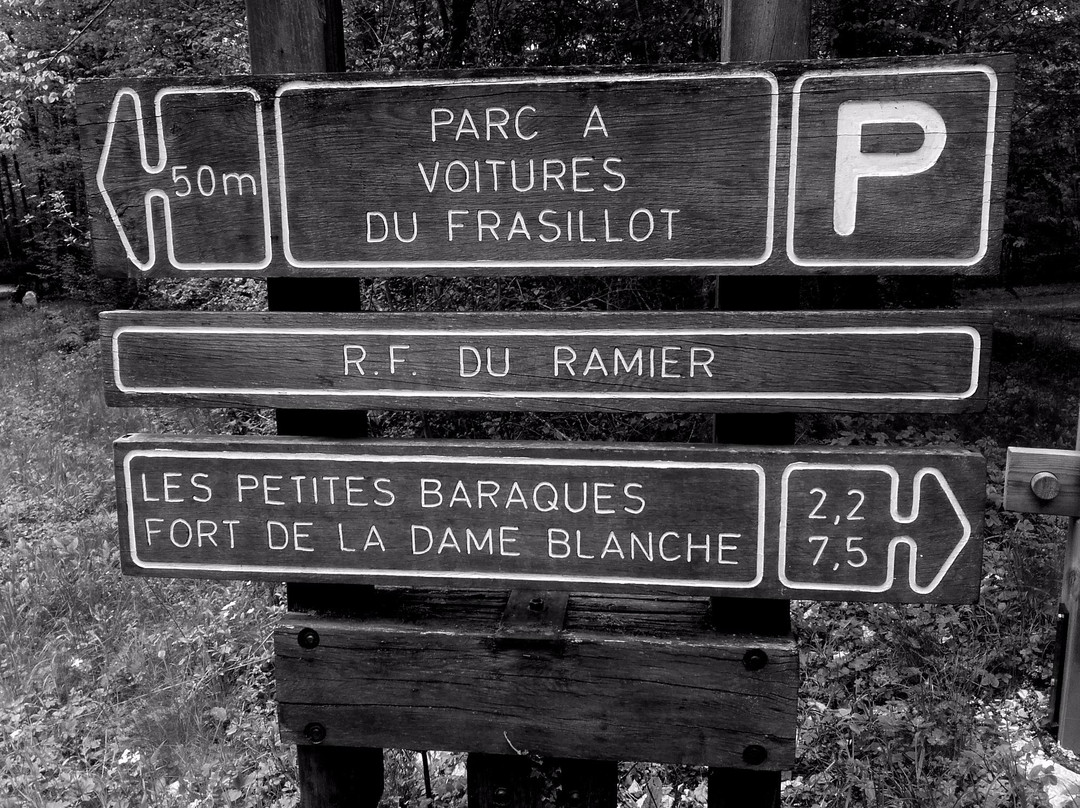 50m
PARC A
VOITURES
DU FRASILLOT
P
R.F. DU RAMIER
LES PETITES BARAQUES 2,2
FORT DE LA DAME BLANCHE 7,5